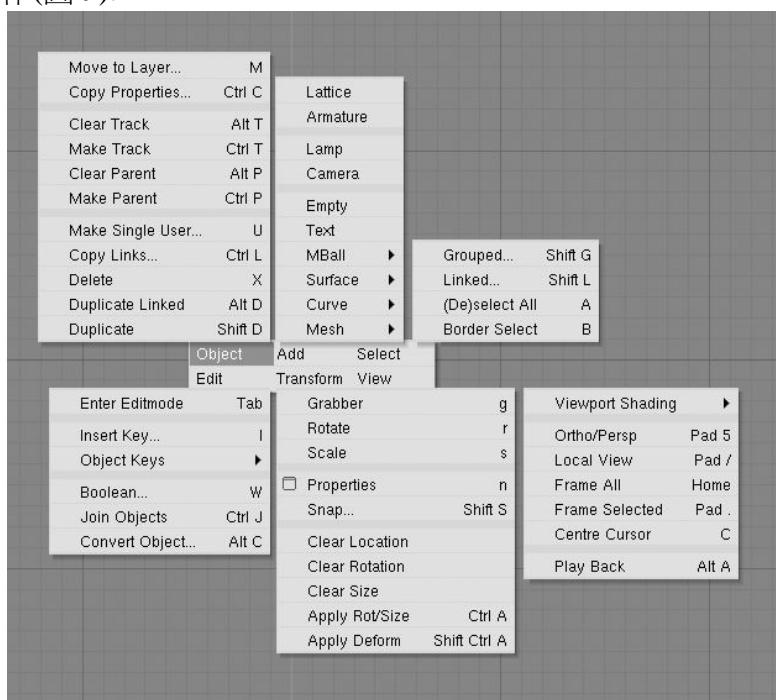 Move to Layer... M
Copy Properties... Ctrl C
Clear Track Alt T
Make Track Ctrl T
Clear Parent Alt P
Make Parent Ctrl P
Make Single User... U
Copy Links... Ctrl L
Delete X
Duplicate Linked Alt D
Duplicate Shift D
Lattice
Armature
Lamp
Camera
Empty
Text
MBall
Surface
Curve
Mesh
Grouped... Shift G
Linked... Shift L
(De)select All A
Border Select B
Object Add Select
Edit Transform View
Enter Editmode Tab
Insert Key... I
Object Keys
Boolean... W
Join Objects Ctrl J
Convert Object... Alt C
Grabber g
Rotate r
Scale s
Properties n
Snap... Shift S
Clear Location
Clear Rotation
Clear Size
Apply Rot/Size Ctrl A
Apply Deform Shift Ctrl A
Viewport Shading
Ortho/Persp Pad 5
Local View Pad /
Frame All Home
Frame Selected Pad .
Centre Cursor C
Play Back Alt A